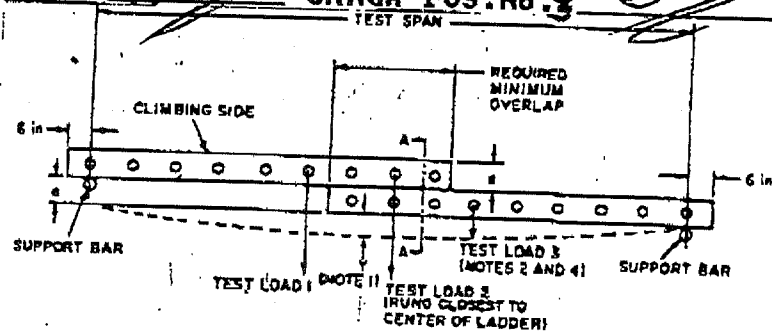 TEST SPAN
REQUIRED
MINIMUM
OVERLAP
CLIMBING SIDE
6 in
A
6 in
A
SUPPORT BAR
TEST LOAD 3
(NOTES 2 AND 4)
SUPPORT BAR
TEST LOAD 1
(NOTE 1)
TEST LOAD 2
(RUNG CLOSEST TO
CENTER OF LADDER)